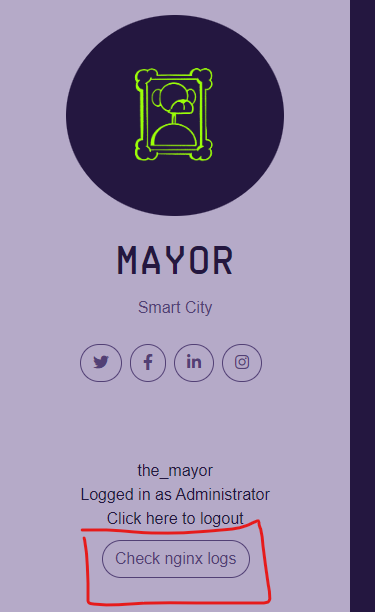 MAYOR
Smart City
the_mayor
Logged in as Administrator
Click here to logout
Check nginx logs